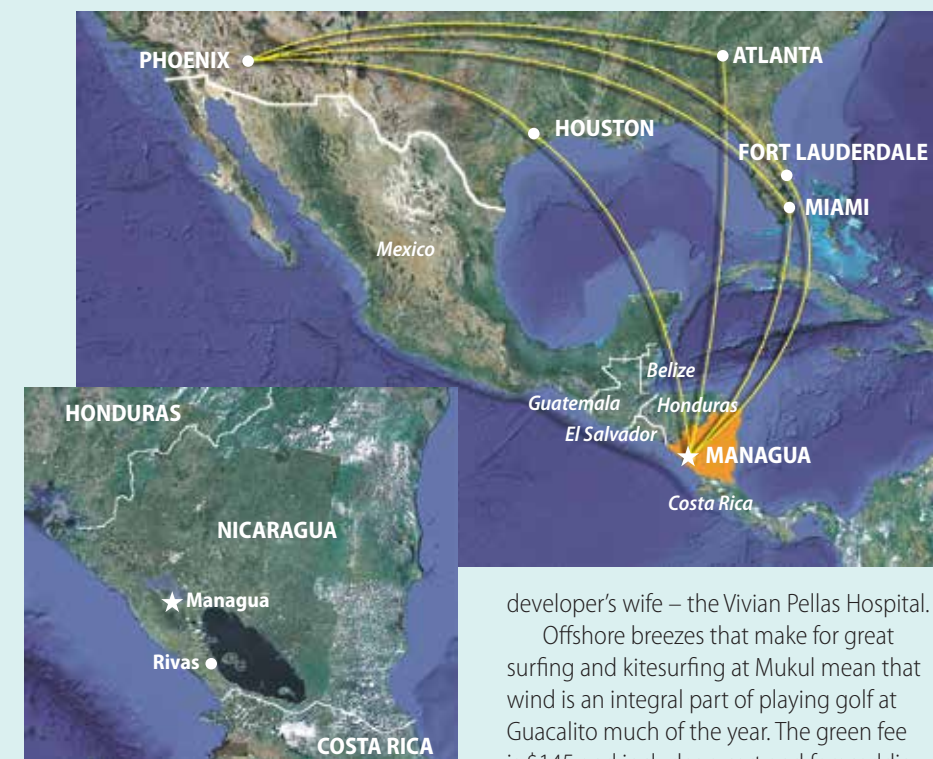 PHOENIX
ATLANTA
HOUSTON
FORT LAUDERDALE
MIAMI
Mexico
Belize
Guatemala
Honduras
El Salvador
MANAGUA
Costa Rica
HONDURAS
NICARAGUA
Managua
Rivas
COSTA RICA
developer’s wife – the Vivian Pellas Hospital.
Offshore breezes that make for great
surfing and kitesurfing at Mukul mean that
wind is an integral part of playing golf at
Guacalito much of the year. The green fee